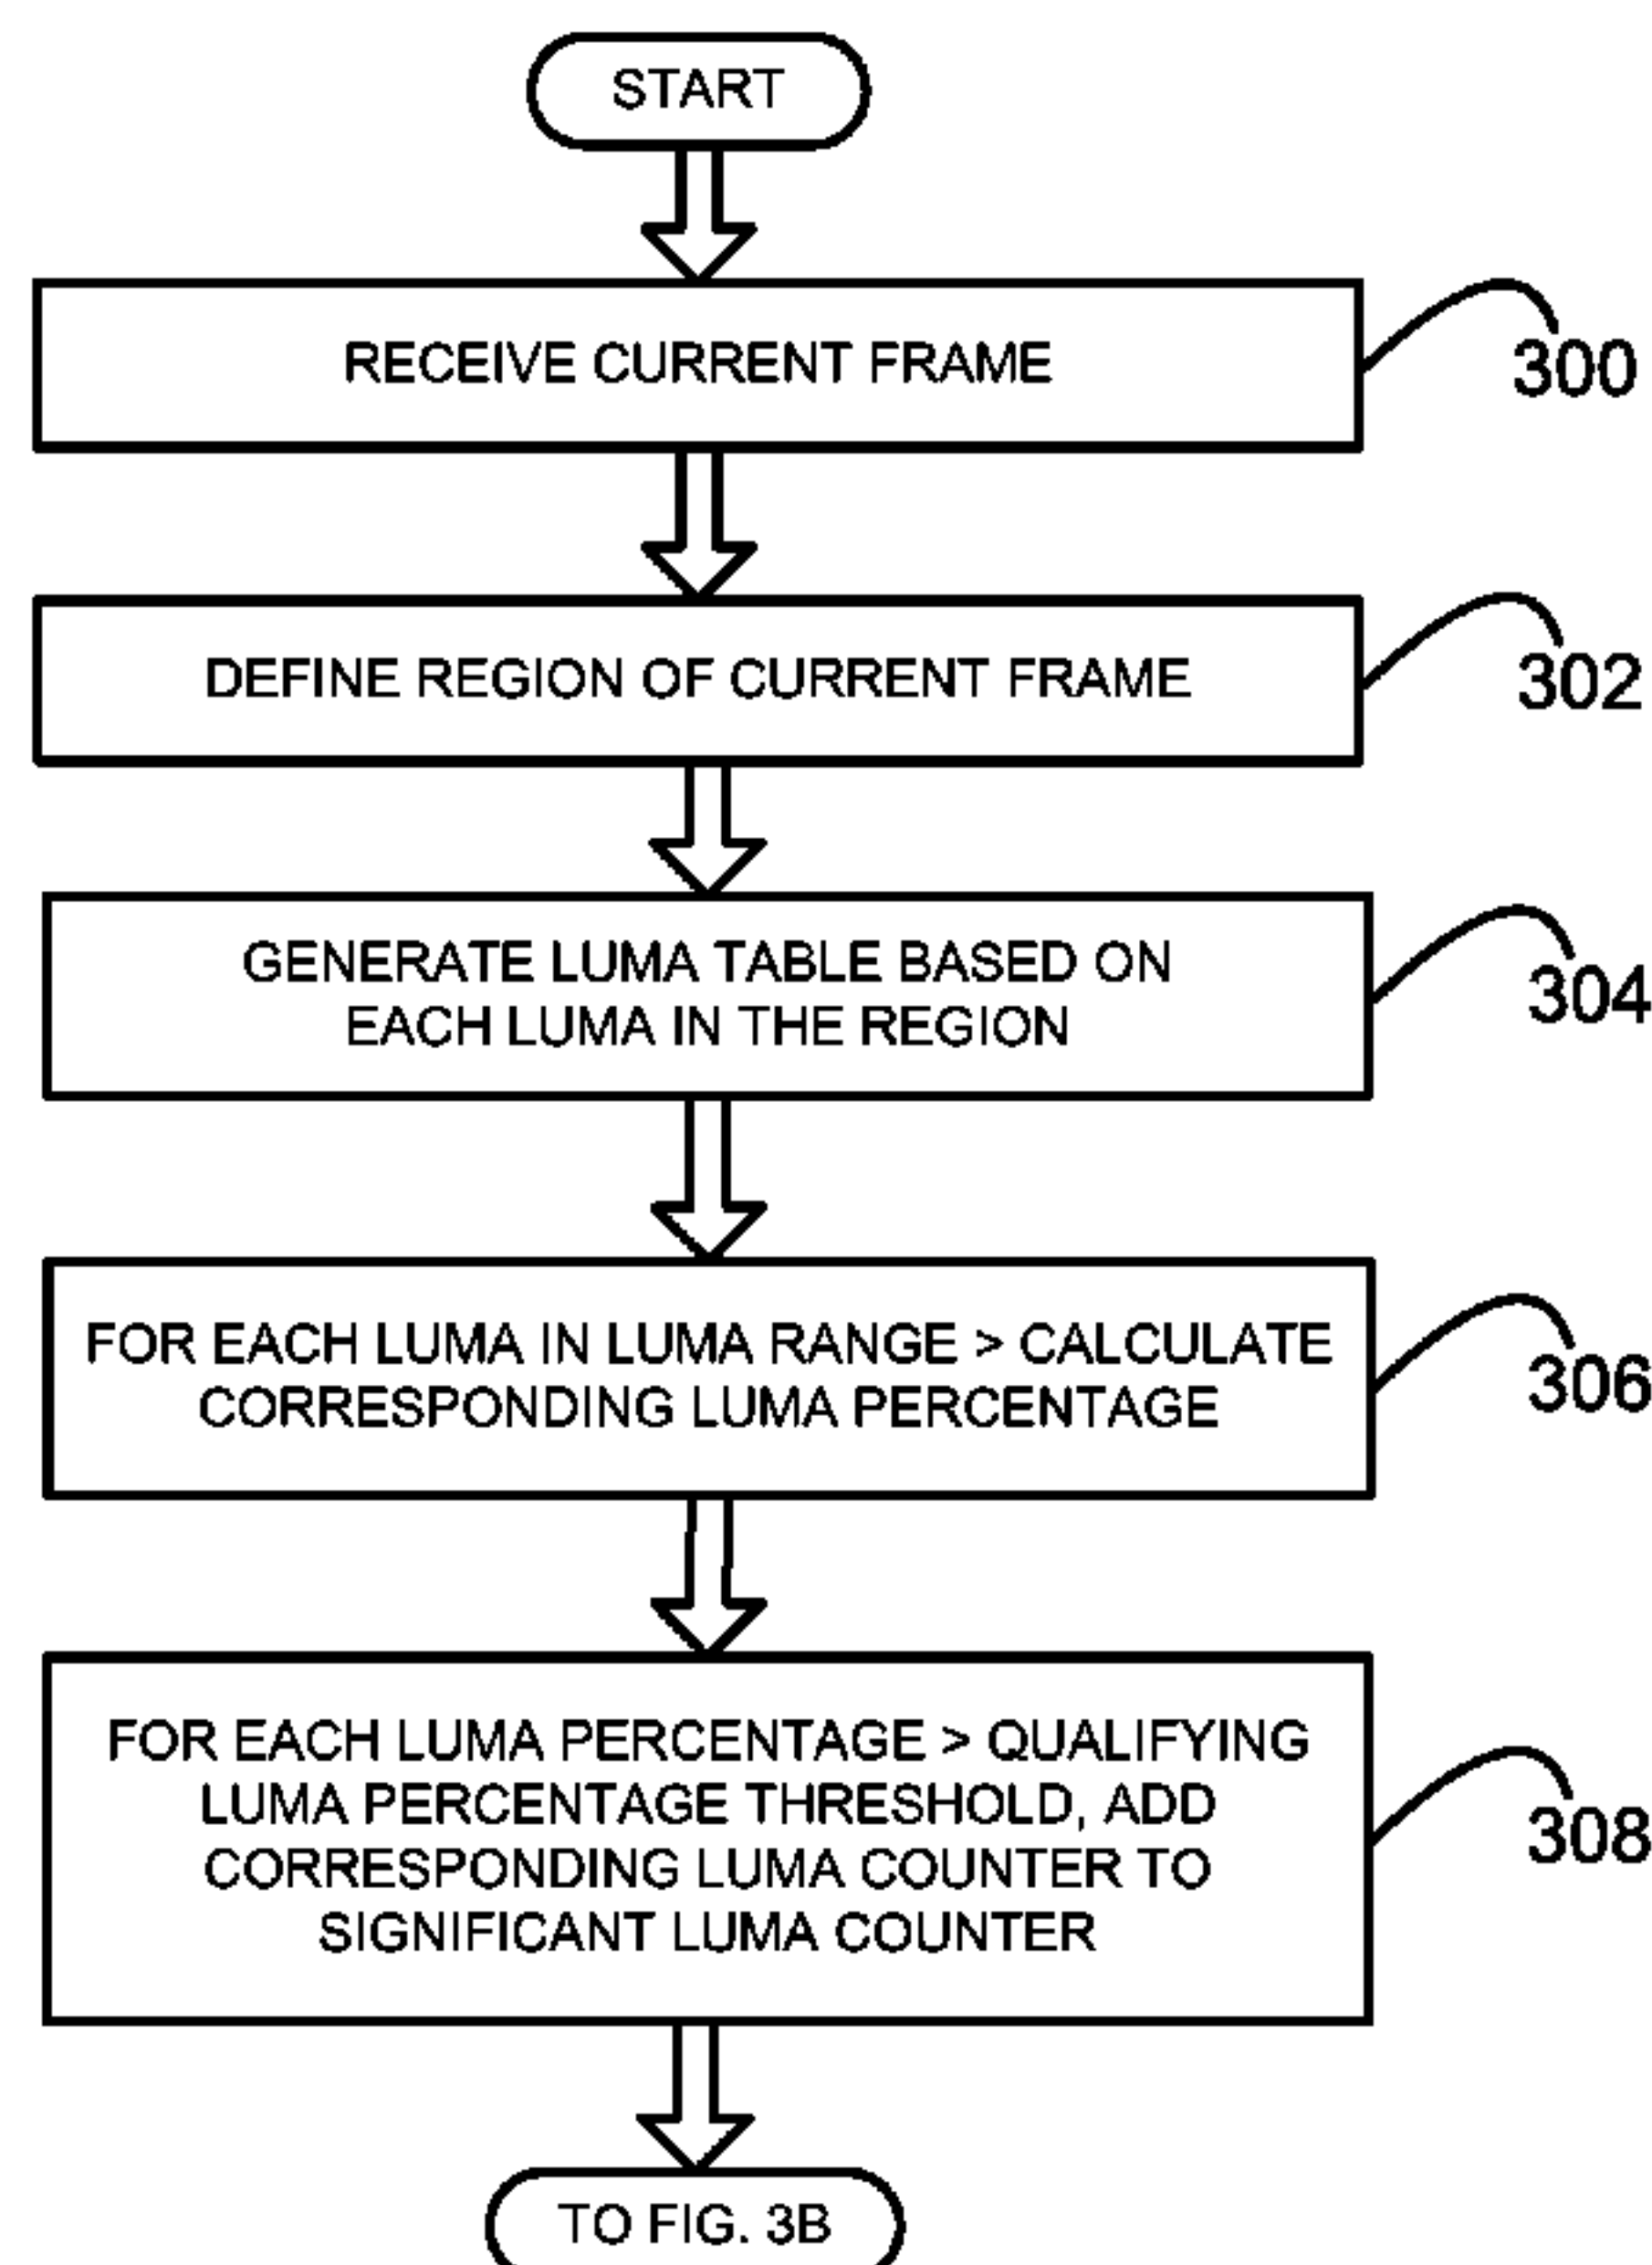 START
RECEIVE CURRENT FRAME
300
DEFINE REGION OF CURRENT FRAME
302
GENERATE LUMA TABLE BASED ON
EACH LUMA IN THE REGION
304
FOR EACH LUMA IN LUMA RANGE > CALCULATE
CORRESPONDING LUMA PERCENTAGE
306
FOR EACH LUMA PERCENTAGE > QUALIFYING
LUMA PERCENTAGE THRESHOLD, ADD
CORRESPONDING LUMA COUNTER TO
SIGNIFICANT LUMA COUNTER
308
TO FIG. 3B